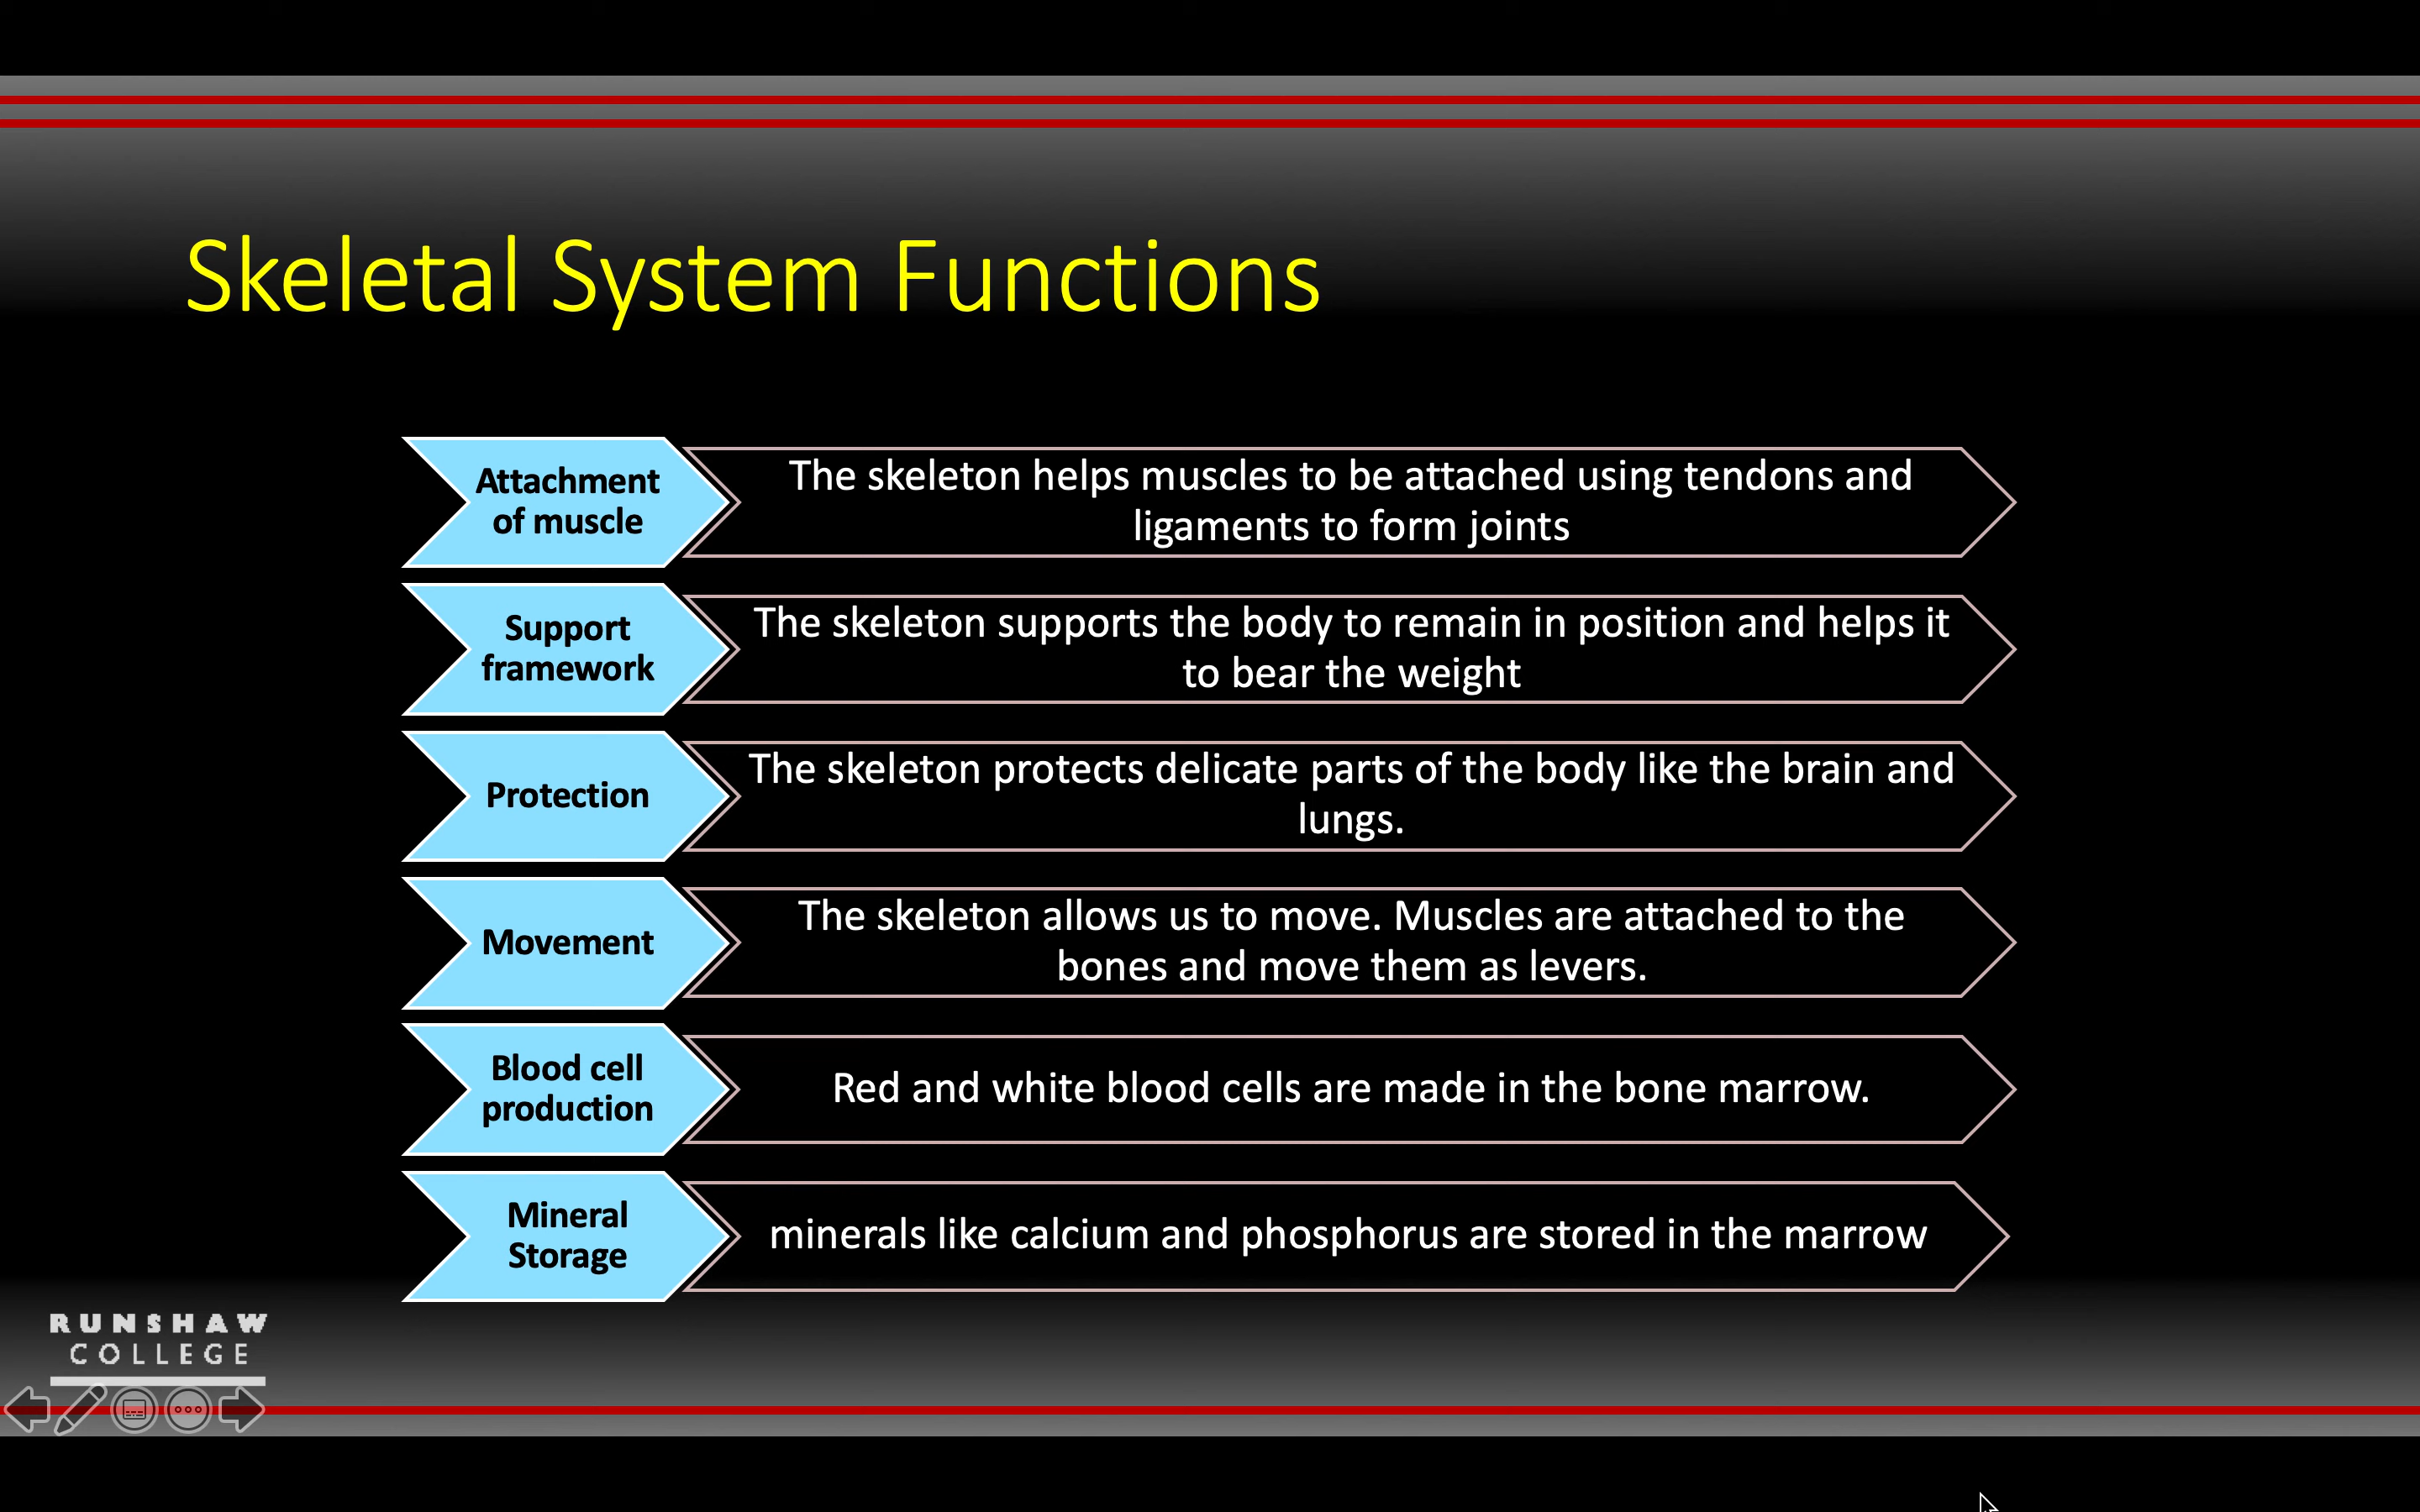 Skeletal System Functions
Attachment
of muscle
The skeleton helps muscles to be attached using tendons and
ligaments to form joints
Support
framework
The skeleton supports the body to remain in position and helps it
to bear the weight
Protection
The skeleton protects delicate parts of the body like the brain and
lungs.
Movement
The skeleton allows us to move. Muscles are attached to the
bones and move them as levers.
Blood cell
production
Red and white blood cells are made in the bone marrow.
Mineral
Storage
minerals like calcium and phosphorus are stored in the marrow
RUNSHAW
COLLEGE